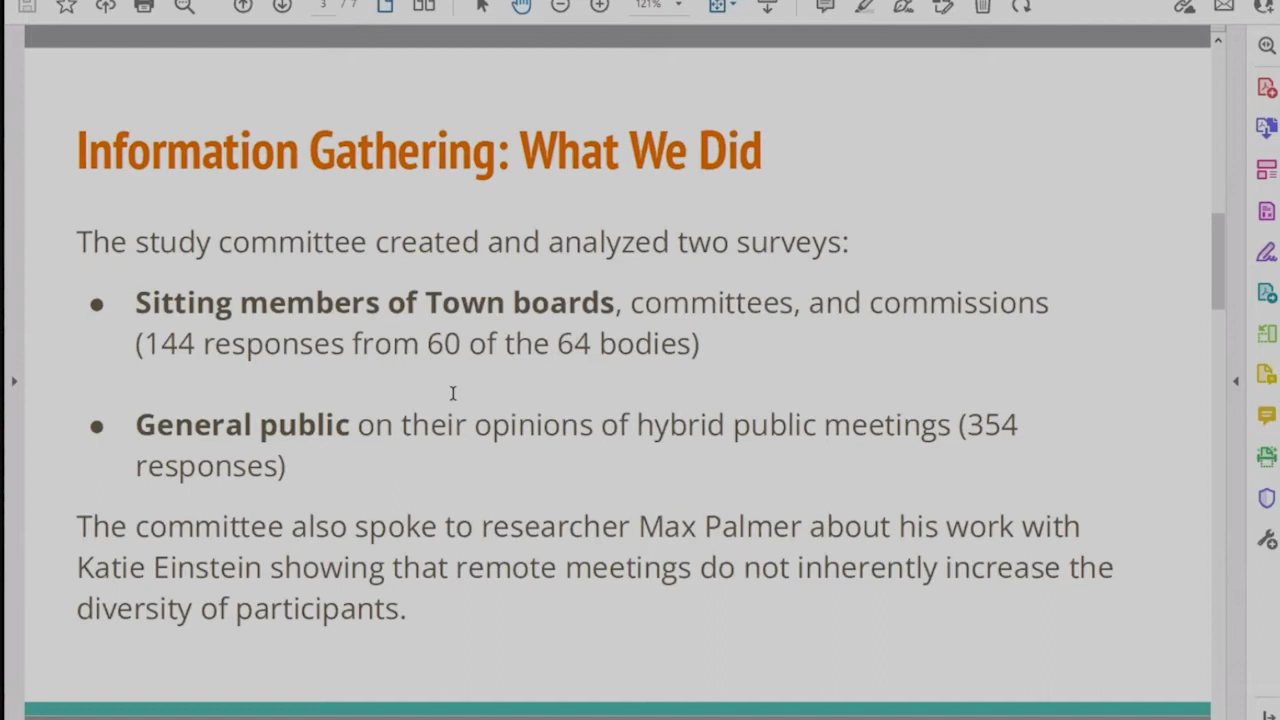 3 / 7
121%
Information Gathering: What We Did
The study committee created and analyzed two surveys:
● Sitting members of Town boards, committees, and commissions
(144 responses from 60 of the 64 bodies)
● General public on their opinions of hybrid public meetings (354
responses)
The committee also spoke to researcher Max Palmer about his work with
Katie Einstein showing that remote meetings do not inherently increase the
diversity of participants.